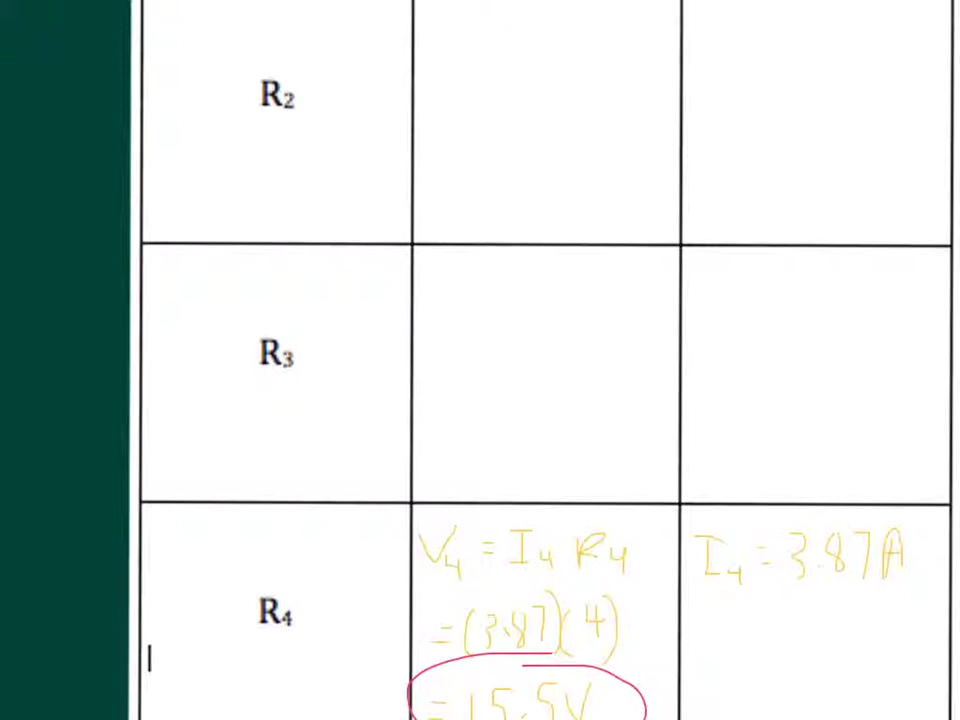 R₂
R₃
R₄
V₄ = I₄ R₄
= (3.87)(4)
= 15.5V
I₄ = 3.87A